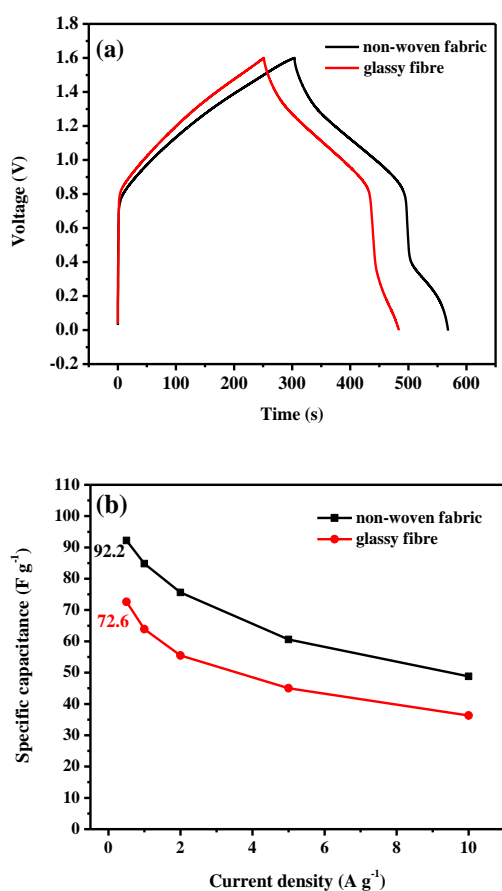 (a)
non-woven fabric
glassy fibre
1.8
1.6
1.4
1.2
1.0
0.8
0.6
0.4
0.2
0.0
-0.2
Voltage (V)
0 100 200 300 400 500 600
Time (s)
(b)
non-woven fabric
glassy fibre
110
100
90
80
70
60
50
40
30
20
10
0
92.2
72.6
Specific capacitance (F g-1)
0 2 4 6 8 10
Current density (A g-1)